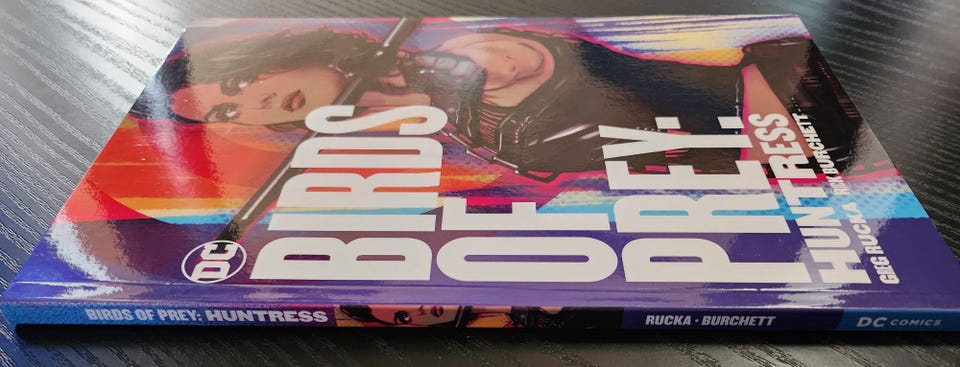 DC
BIRDS
OF
PREY:
HUNTRESS
GREG RUCKA RICK BURCHETT
BIRDS OF PREY: HUNTRESS
RUCKA · BURCHETT
DC COMICS